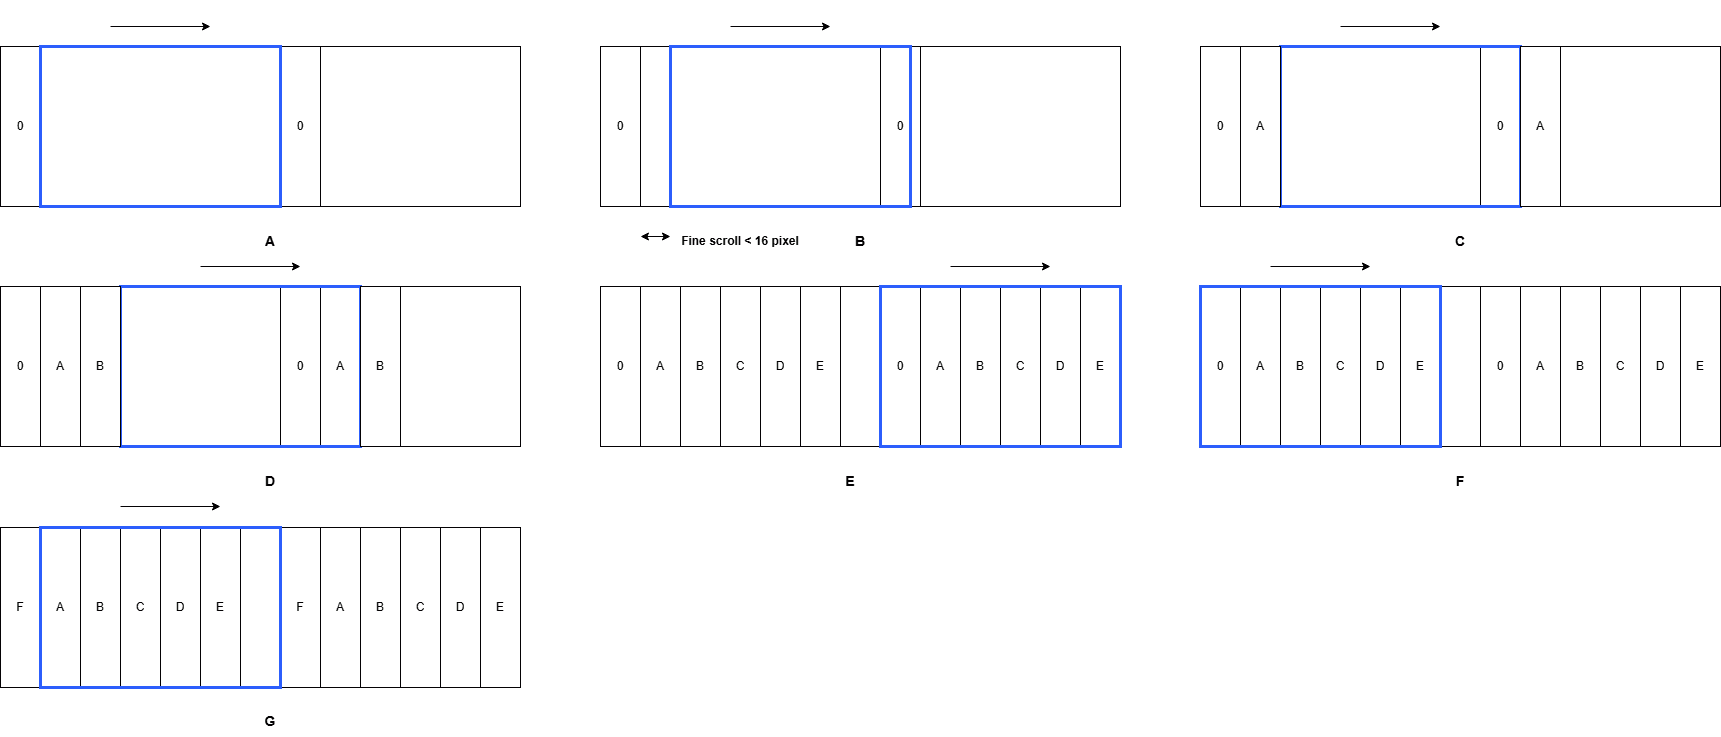 0 0
0 0
0 A 0 A
A
Fine scroll < 16 pixel
B
C
0 A B 0 A B
0 A B C D E 0 A B C D E
0 A B C D E 0 A B C D E
D
E
F
F A B C D E F A B C D E
G